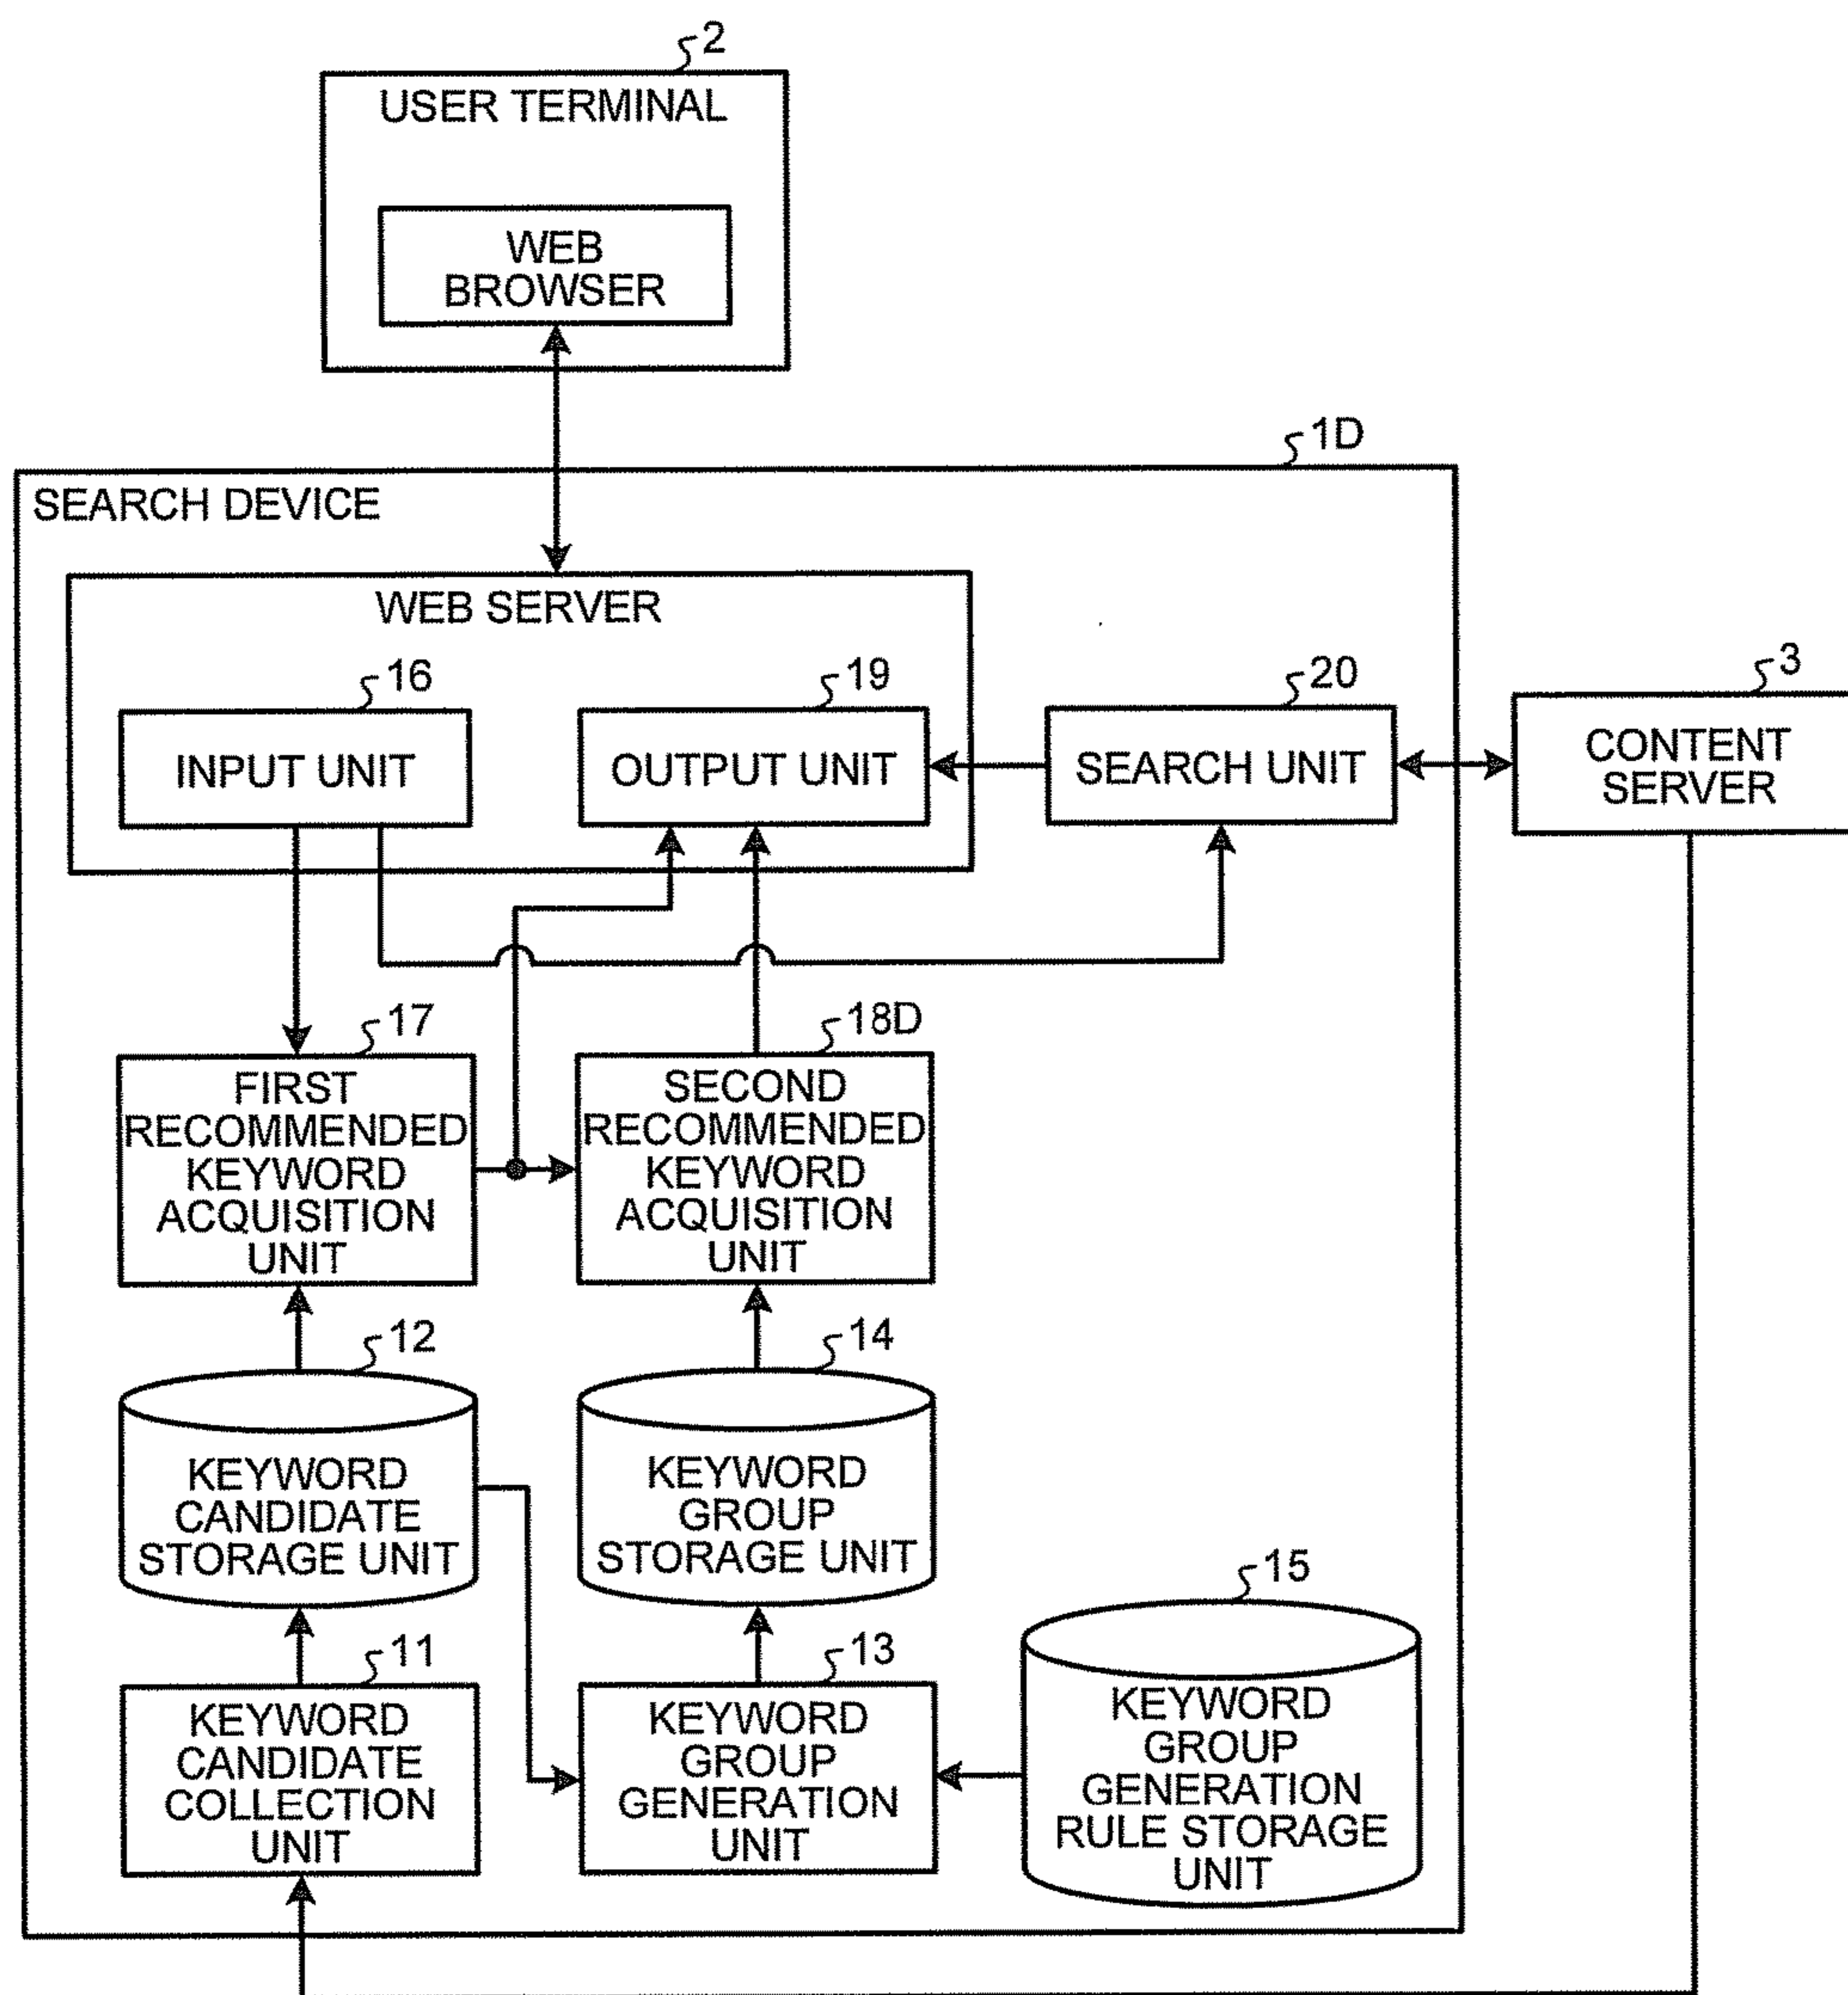 2
USER TERMINAL
WEB
BROWSER
1D
SEARCH DEVICE
WEB SERVER
16
INPUT UNIT
19
OUTPUT UNIT
20
SEARCH UNIT
3
CONTENT
SERVER
17
FIRST
RECOMMENDED
KEYWORD
ACQUISITION
UNIT
18D
SECOND
RECOMMENDED
KEYWORD
ACQUISITION
UNIT
12
KEYWORD
CANDIDATE
STORAGE UNIT
14
KEYWORD
GROUP
STORAGE UNIT
11
KEYWORD
CANDIDATE
COLLECTION
UNIT
13
KEYWORD
GROUP
GENERATION
UNIT
15
KEYWORD
GROUP
GENERATION
RULE STORAGE
UNIT